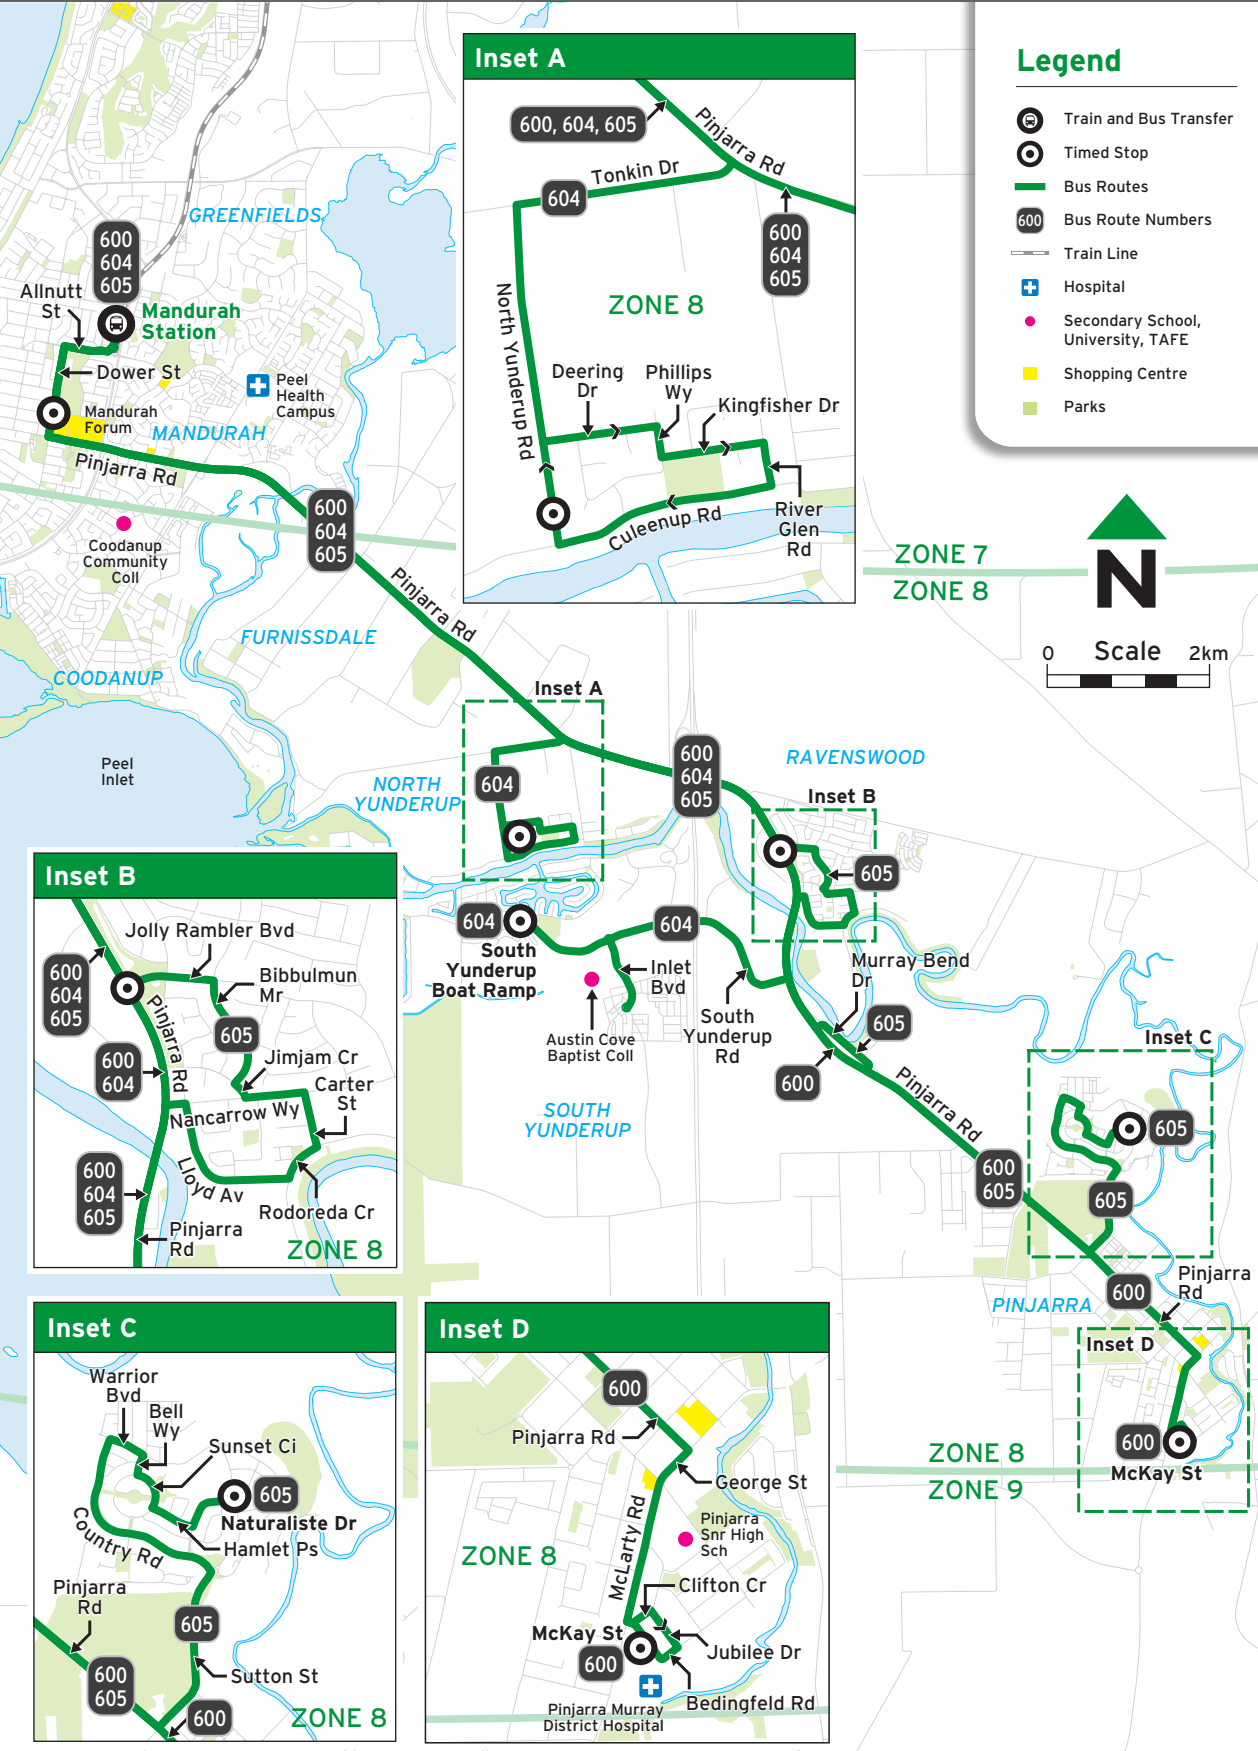 Inset A
600, 604, 605
Pinjarra Rd
Tonkin Dr
604
600
604
605
ZONE 8
North Yunderup Rd
Deering
Dr
Phillips
Wy
Kingfisher Dr
Culeenup Rd
River
Glen
Rd
Legend
Train and Bus Transfer
Timed Stop
Bus Routes
600
Bus Route Numbers
Train Line
Hospital
Secondary School,
University, TAFE
Shopping Centre
Parks
ZONE 7
ZONE 8
N
0 Scale 2km
GREENFIELDS
600
604
605
Allnutt
St
Mandurah
Station
Dower St
Peel
Health
Campus
Mandurah
Forum
MANDURAH
Pinjarra Rd
600
604
605
Coodanup
Community
Coll
Pinjarra Rd
FURNISSDALE
COODANUP
Peel
Inlet
Inset A
NORTH
YUNDERUP
604
600
604
605
RAVENSWOOD
Inset B
605
604
South
Yunderup
Boat Ramp
604
Inlet
Bvd
Austin Cove
Baptist Coll
South
Yunderup
Rd
Murray Bend
Dr
605
600
SOUTH
YUNDERUP
Pinjarra Rd
600
605
Inset C
605
605
PINJARRA
600
Pinjarra
Rd
Inset D
600
McKay St
ZONE 8
ZONE 9
Inset B
Jolly Rambler Bvd
Bibbulmun
Mr
600
604
605
Pinjarra Rd
605
600
604
Jimjam Cr
Carter
St
Nancarrow Wy
600
604
605
Lloyd Av
Rodoreda Cr
Pinjarra
Rd
ZONE 8
Inset C
Warrior
Bvd
Bell
Wy
Sunset Ci
605
Naturaliste Dr
Hamlet Ps
Country Rd
Pinjarra
Rd
605
600
605
Sutton St
600
ZONE 8
Inset D
600
Pinjarra Rd
George St
McLarty Rd
Pinjarra
Snr High
Sch
ZONE 8
Clifton Cr
McKay St
600
Jubilee Dr
Bedingfeld Rd
Pinjarra Murray
District Hospital